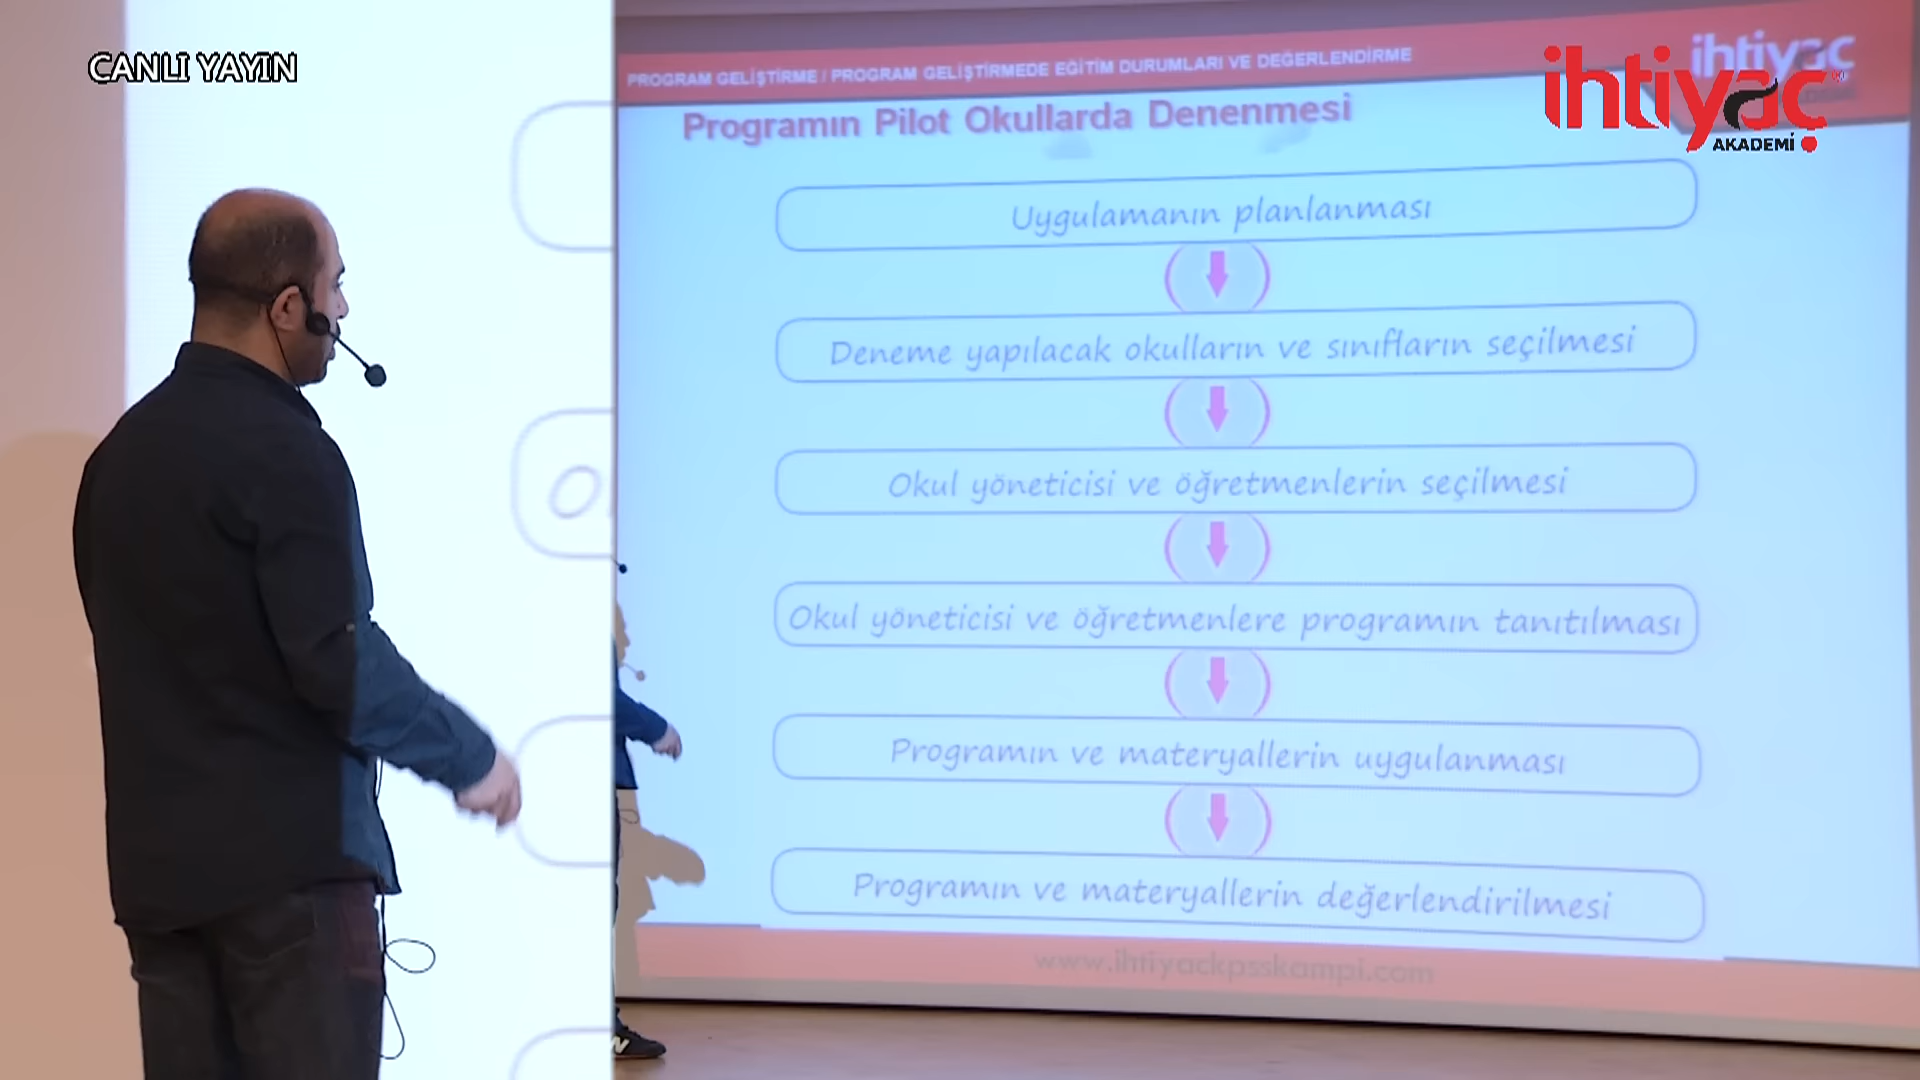 CANLI YAYIN
PROGRAM GELİŞTİRME / PROGRAM GELİŞTİRMEDE EĞİTİM DURUMLARI VE DEĞERLENDİRME
ihtiyaç
ihtiyaç
AKADEMİ
Programın Pilot Okullarda Denenmesi
Uygulamanın planlanması
Deneme yapılacak okulların ve sınıfların seçilmesi
Okul yöneticisi ve öğretmenlerin seçilmesi
Okul yöneticisi ve öğretmenlere programın tanıtılması
Programın ve materyallerin uygulanması
Programın ve materyallerin değerlendirilmesi
www.ihtiyackpsskampi.com